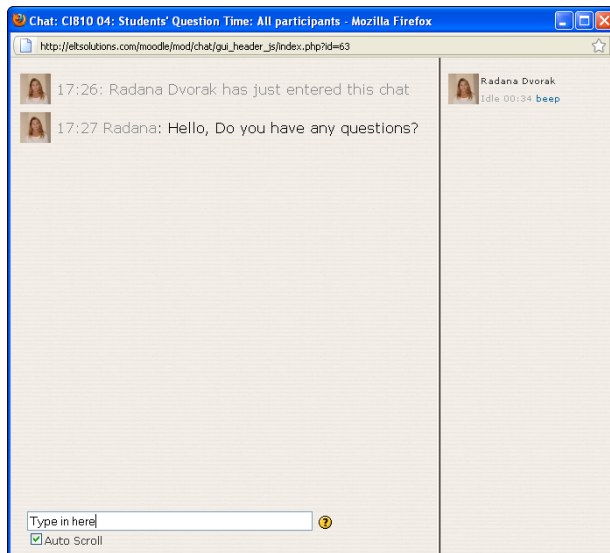 Chat: CI810 04: Students' Question Time: All participants - Mozilla Firefox
http://eltsolutions.com/moodle/mod/chat/gui_header_js/index.php?id=63
17:26: Radana Dvorak has just entered this chat
17:27 Radana: Hello, Do you have any questions?
Radana Dvorak
Idle 00:34 beep
Type in here
?
Auto Scroll